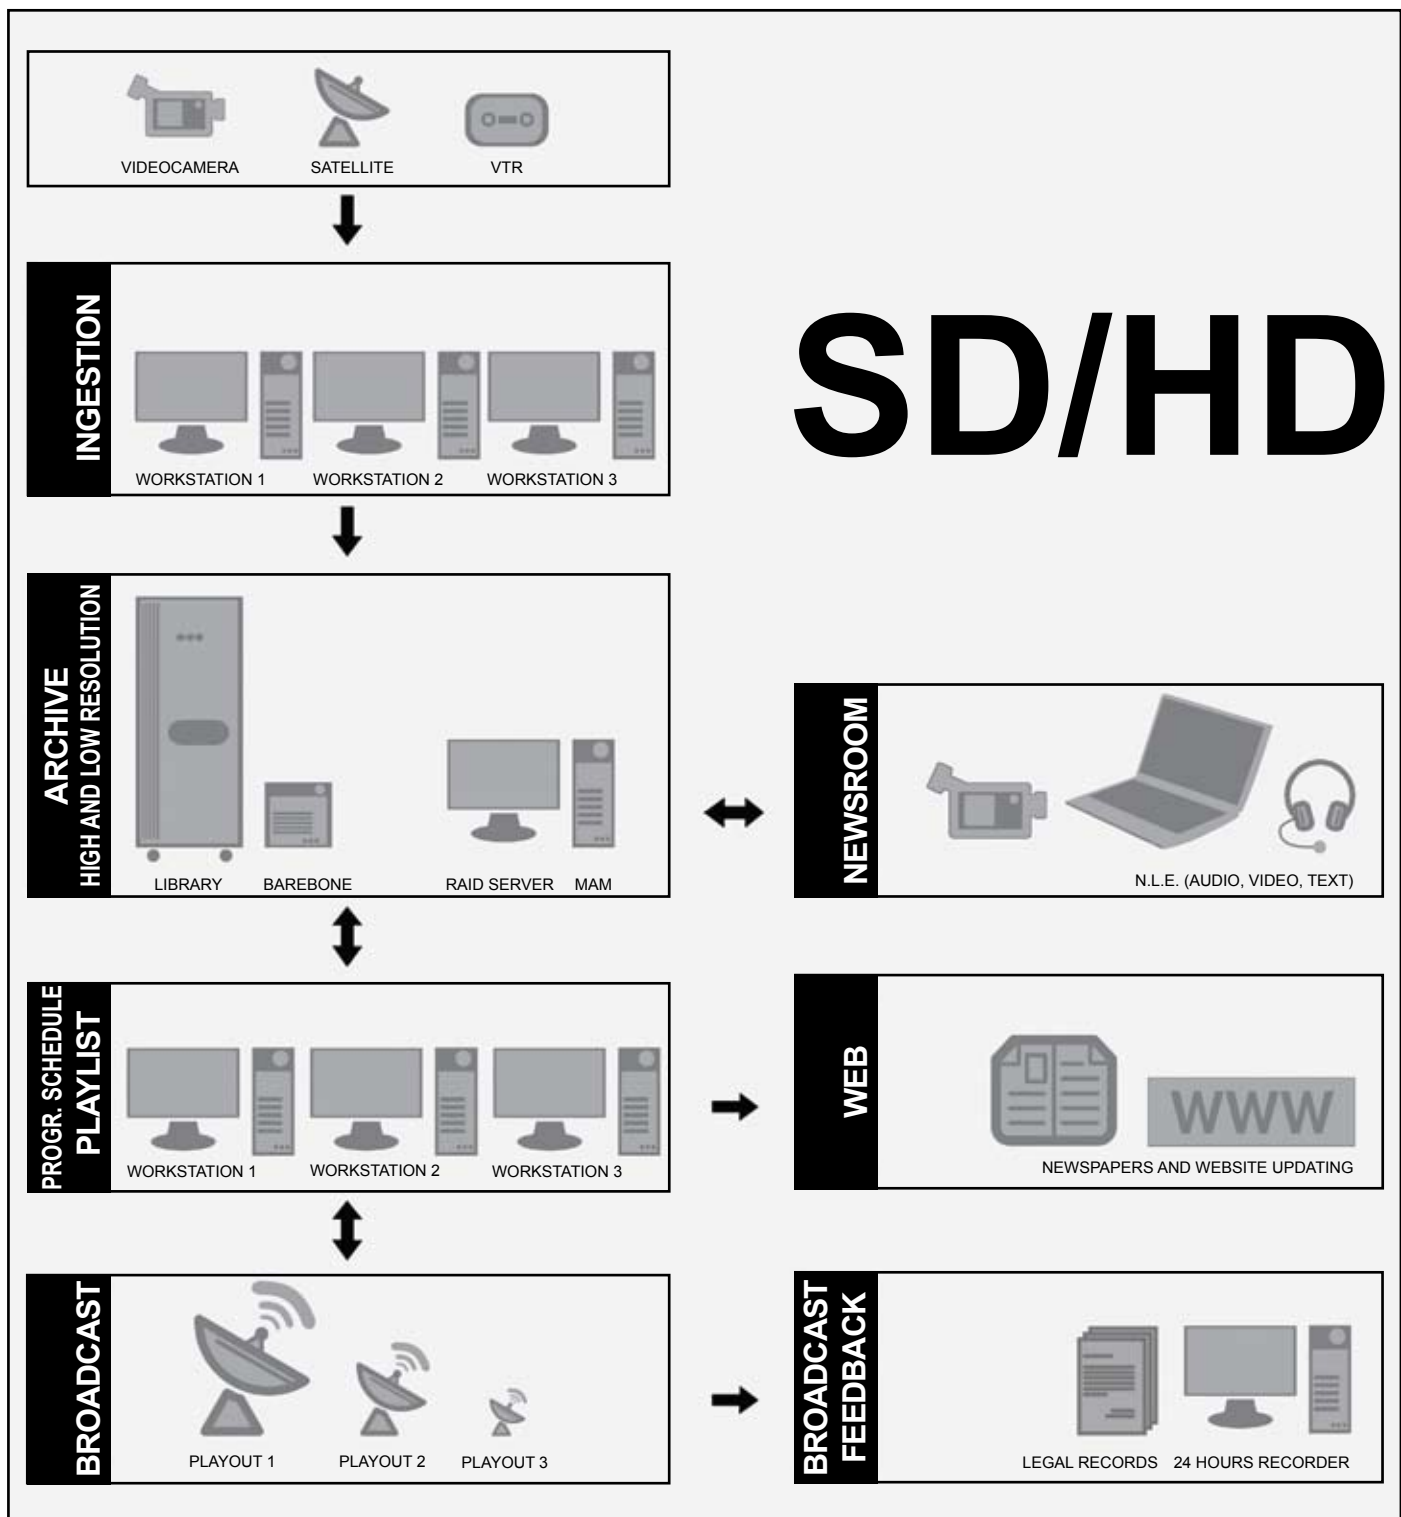 VIDEOCAMERA
SATELLITE
VTR
INGESTION
WORKSTATION 1
WORKSTATION 2
WORKSTATION 3
SD/HD
ARCHIVE
HIGH AND LOW RESOLUTION
LIBRARY
BAREBONE
RAID SERVER
MAM
NEWSROOM
N.L.E. (AUDIO, VIDEO, TEXT)
PROGR. SCHEDULE
PLAYLIST
WORKSTATION 1
WORKSTATION 2
WORKSTATION 3
WEB
WWW
NEWSPAPERS AND WEBSITE UPDATING
BROADCAST
PLAYOUT 1
PLAYOUT 2
PLAYOUT 3
BROADCAST
FEEDBACK
LEGAL RECORDS
24 HOURS RECORDER